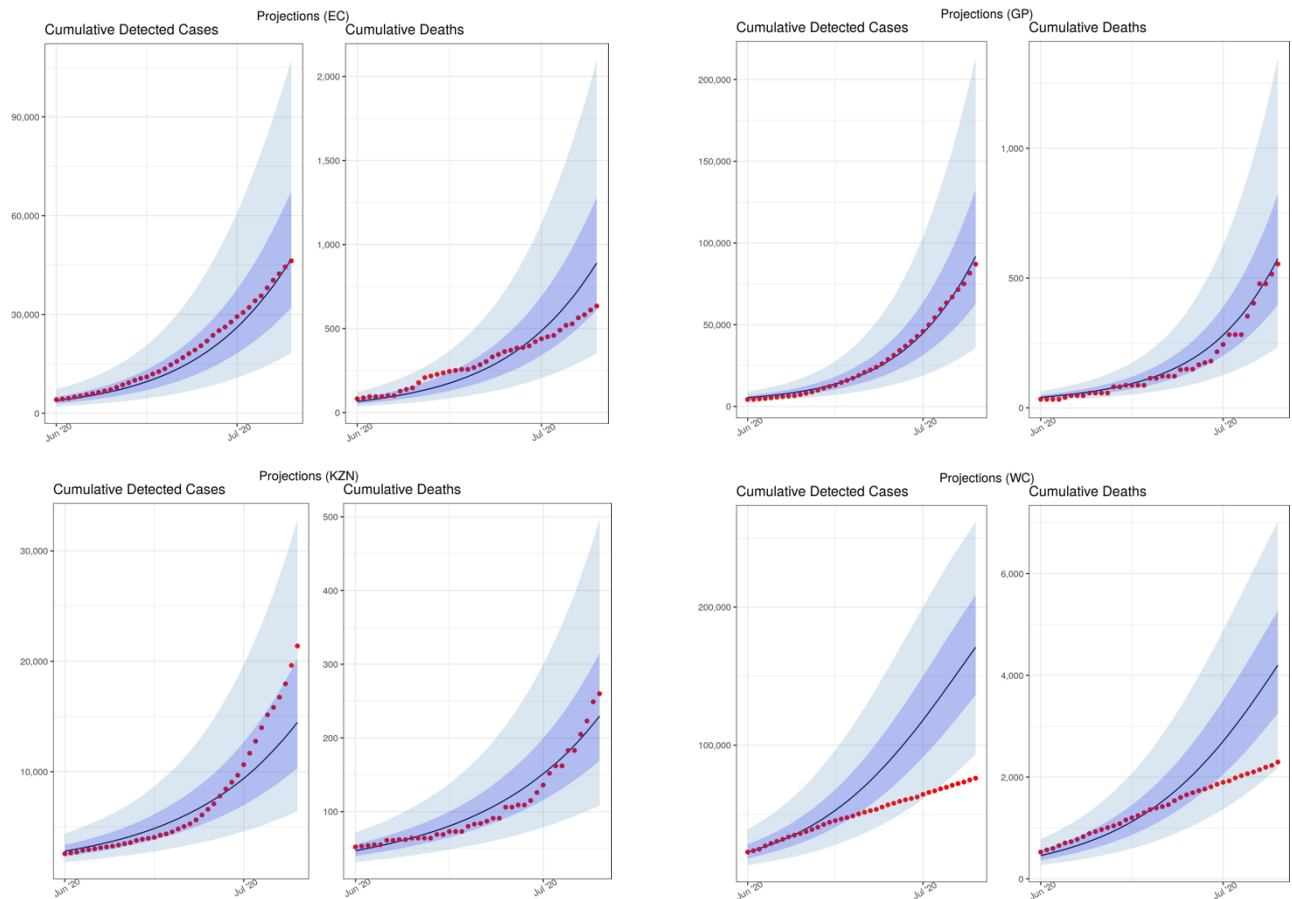 Projections (EC)
Cumulative Detected Cases
Cumulative Deaths
90,000
60,000
30,000
0
Jun '20
Jul '20
2,000
1,500
1,000
500
0
Jun '20
Jul '20
Projections (GP)
Cumulative Detected Cases
Cumulative Deaths
200,000
150,000
100,000
50,000
0
Jun '20
Jul '20
1,000
500
0
Jun '20
Jul '20
Projections (KZN)
Cumulative Detected Cases
Cumulative Deaths
30,000
20,000
10,000
Jun '20
Jul '20
500
400
300
200
100
Jun '20
Jul '20
Projections (WC)
Cumulative Detected Cases
Cumulative Deaths
200,000
100,000
Jun '20
Jul '20
6,000
4,000
2,000
0
Jun '20
Jul '20